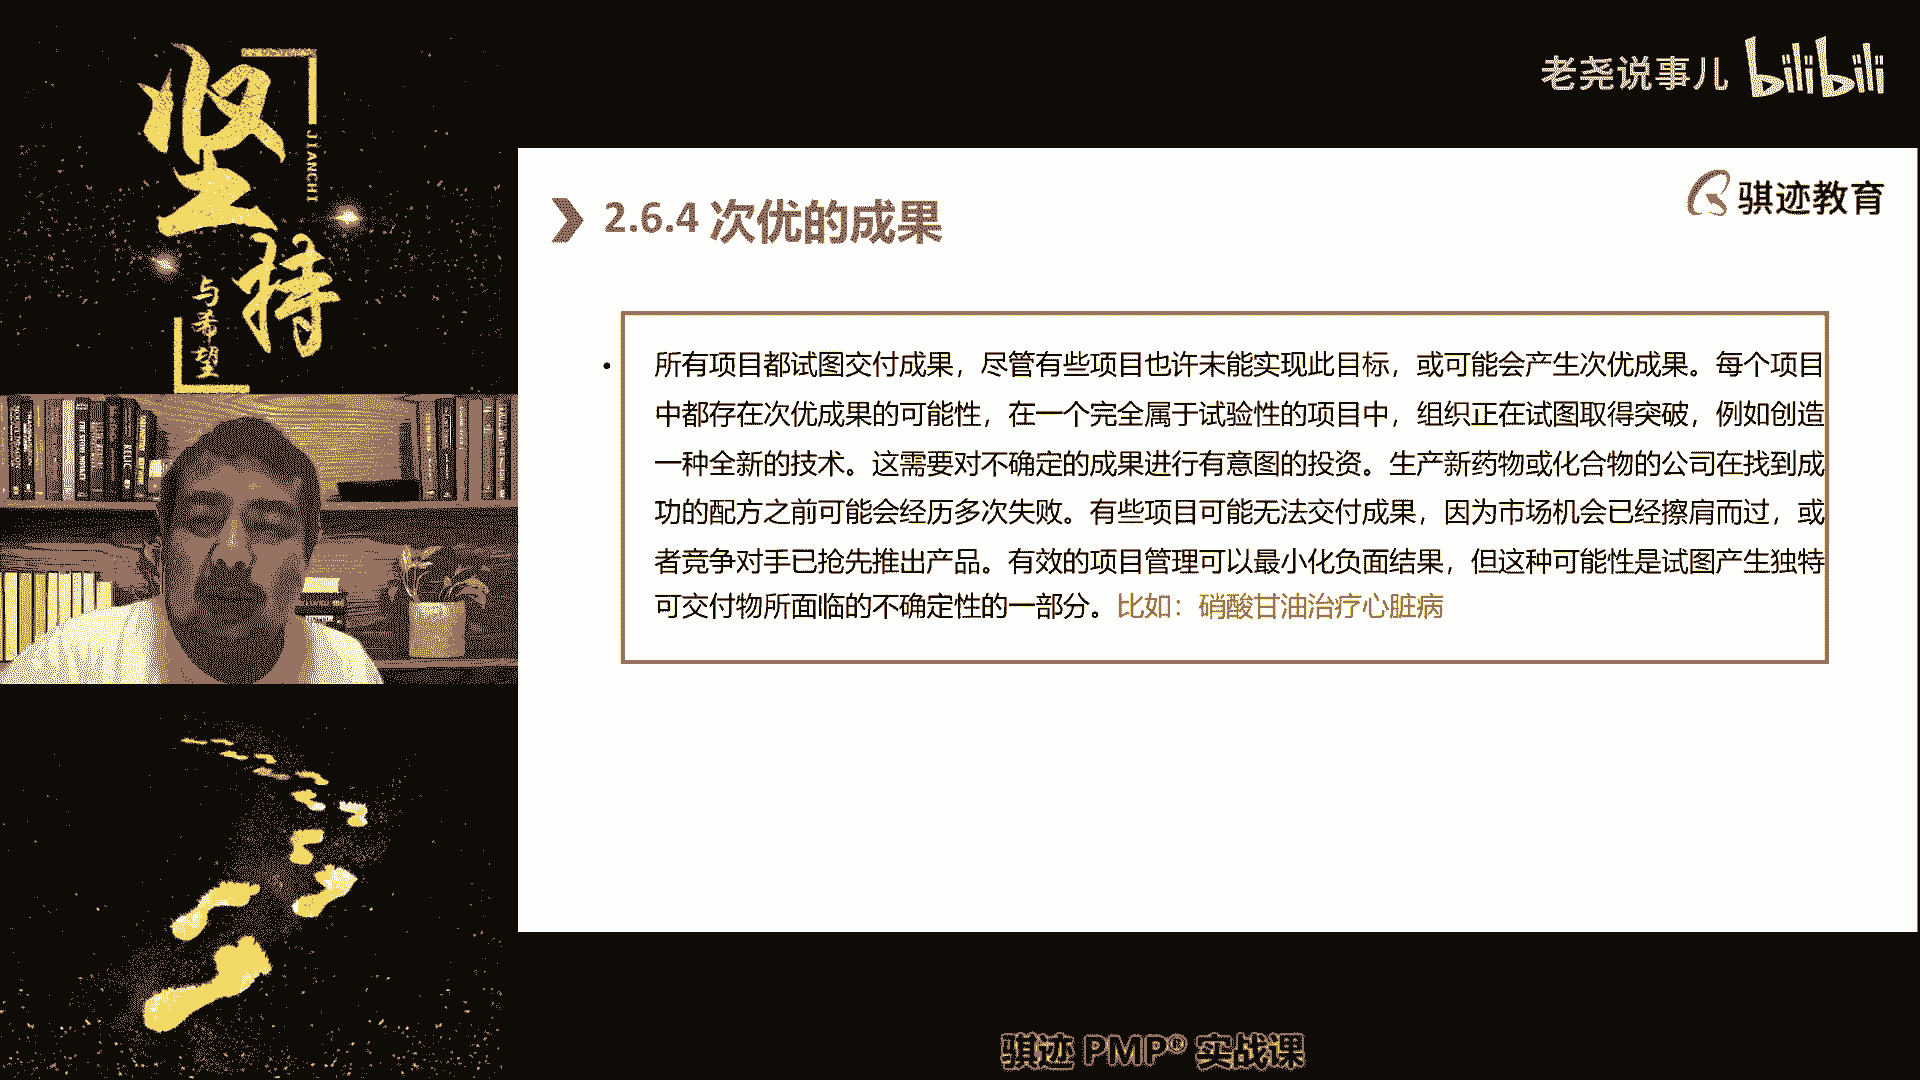 坚持
JIANCHI
与希望
老尧说事儿 bilibili
骐迹教育
2.6.4 次优的成果
• 所有项目都试图交付成果，尽管有些项目也许未能实现此目标，或可能会产生次优成果。每个项目
中都存在次优成果的可能性，在一个完全属于试验性的项目中，组织正在试图取得突破，例如创造
一种全新的技术。这需要对不确定的成果进行有意图的投资。生产新药物或化合物的公司在找到成
功的配方之前可能会经历多次失败。有些项目可能无法交付成果，因为市场机会已经擦肩而过，或
者竞争对手已抢先推出产品。有效的项目管理可以最小化负面结果，但这种可能性是试图产生独特
可交付物所面临的不确定性的一部分。比如：硝酸甘油治疗心脏病
骐迹 PMP® 实战课